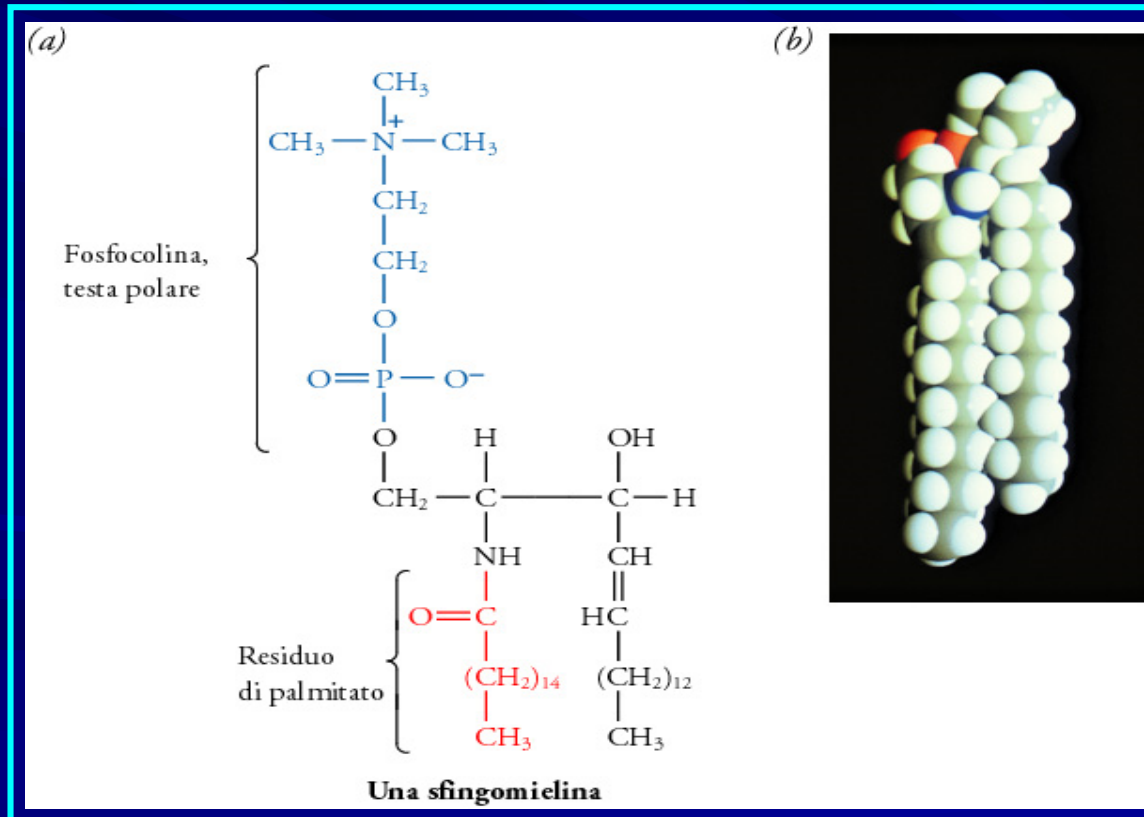 (a)
(b)
CH₃
CH₃—N⁺—CH₃
CH₂
Fosfocolina,
testa polare
CH₂
O
O=P—O⁻
O H OH
CH₂—C—C—H
NH CH
O=C HC
Residuo
di palmitato
(CH₂)₁₄ (CH₂)₁₂
CH₃ CH₃
Una sfingomielina